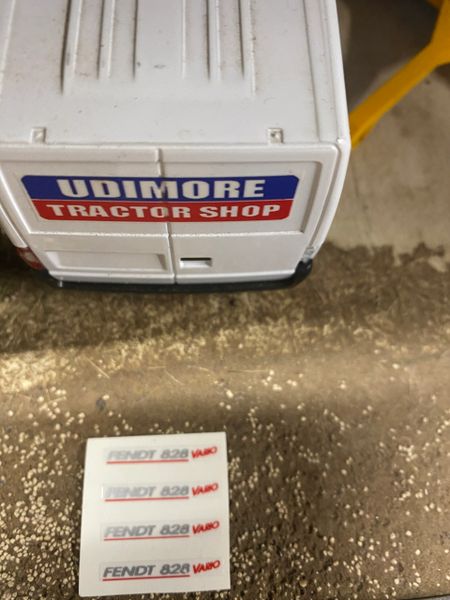 UDIMORE
TRACTOR SHOP
FENDT 828 VARIO
FENDT 828 VARIO
FENDT 828 VARIO
FENDT 828 VARIO